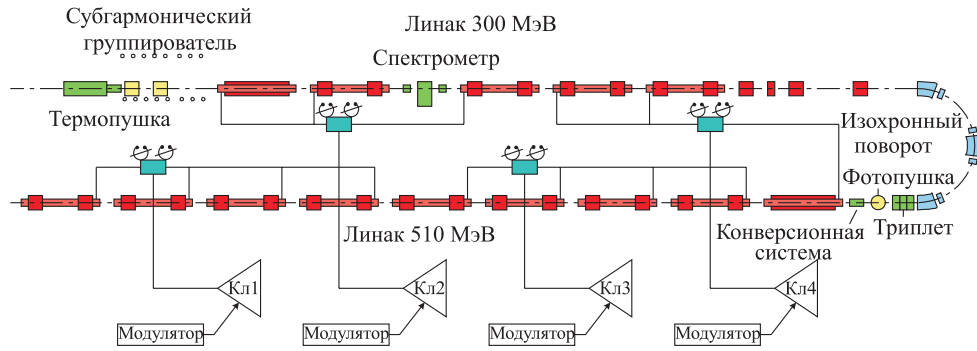 Субгармонический
группирователь
Линак 300 МэВ
Спектрометр
Термопушка
Изохронный
поворот
Фотопушка
Линак 510 МэВ
Конверсионная
система
Триплет
Кл1
Кл2
Кл3
Кл4
Модулятор
Модулятор
Модулятор
Модулятор